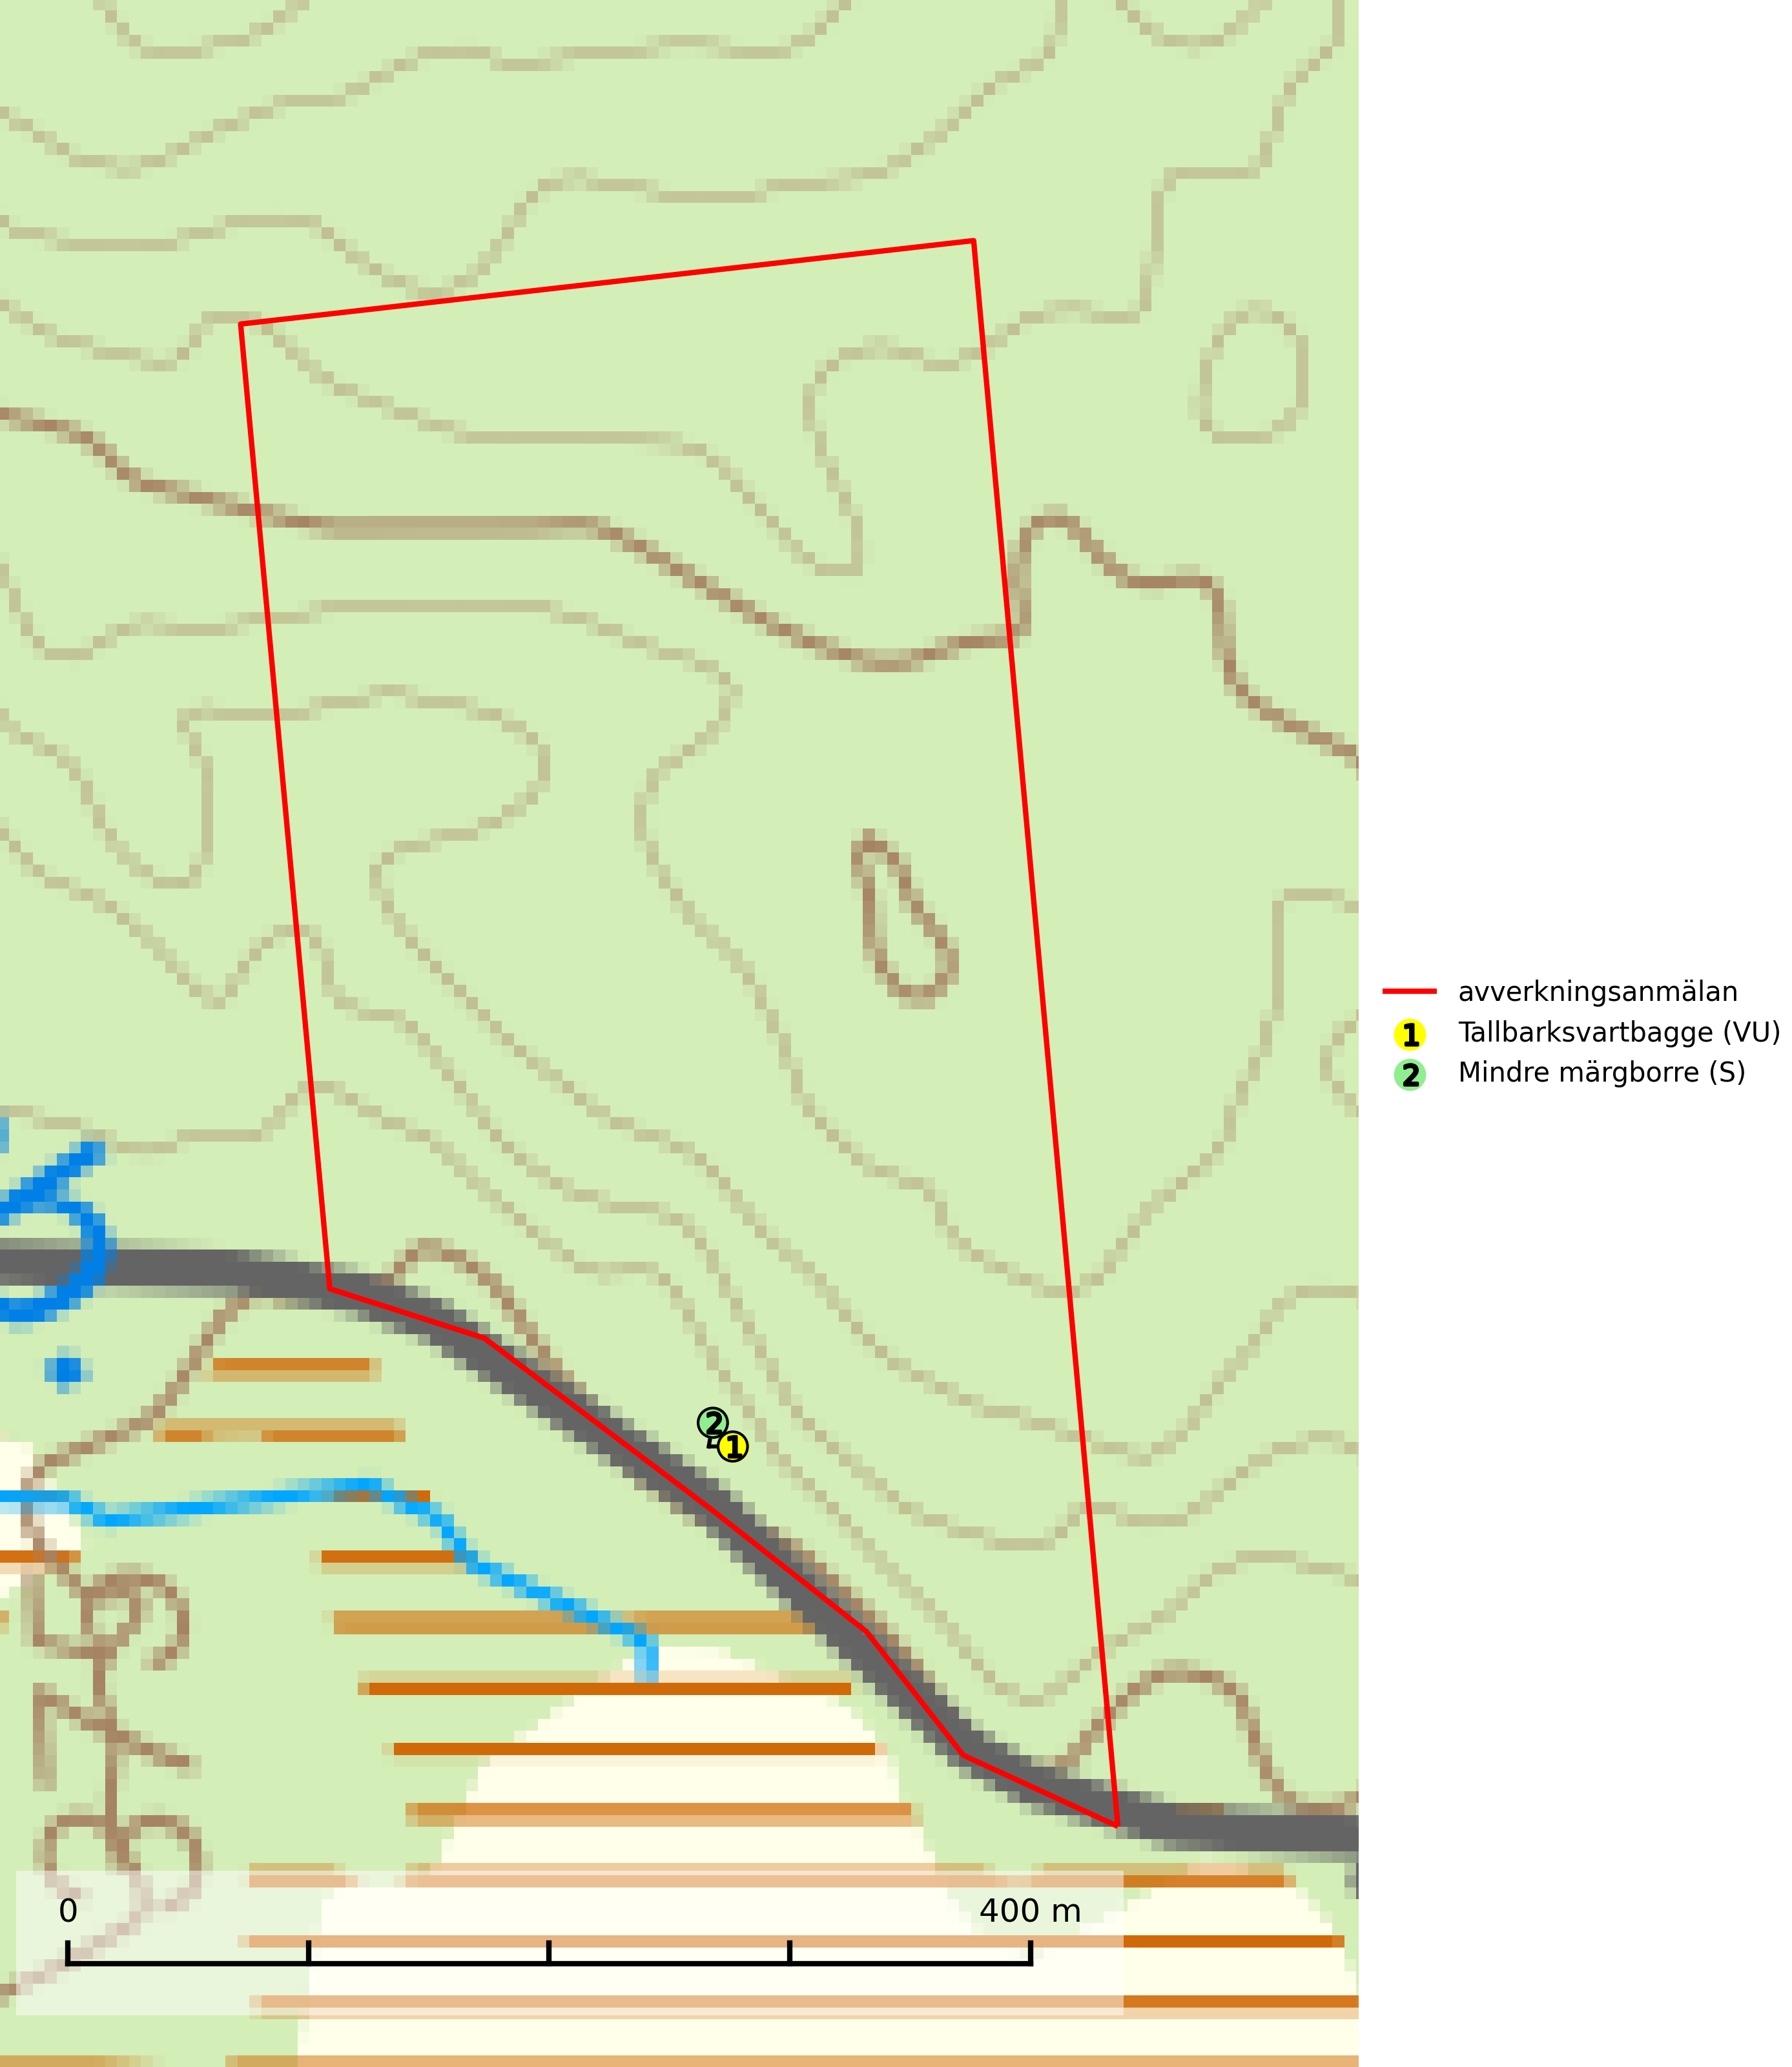 avverkningsanmälan
1 Tallbarksvartbagge (VU)
2 Mindre märgborre (S)
2
1
0 400 m